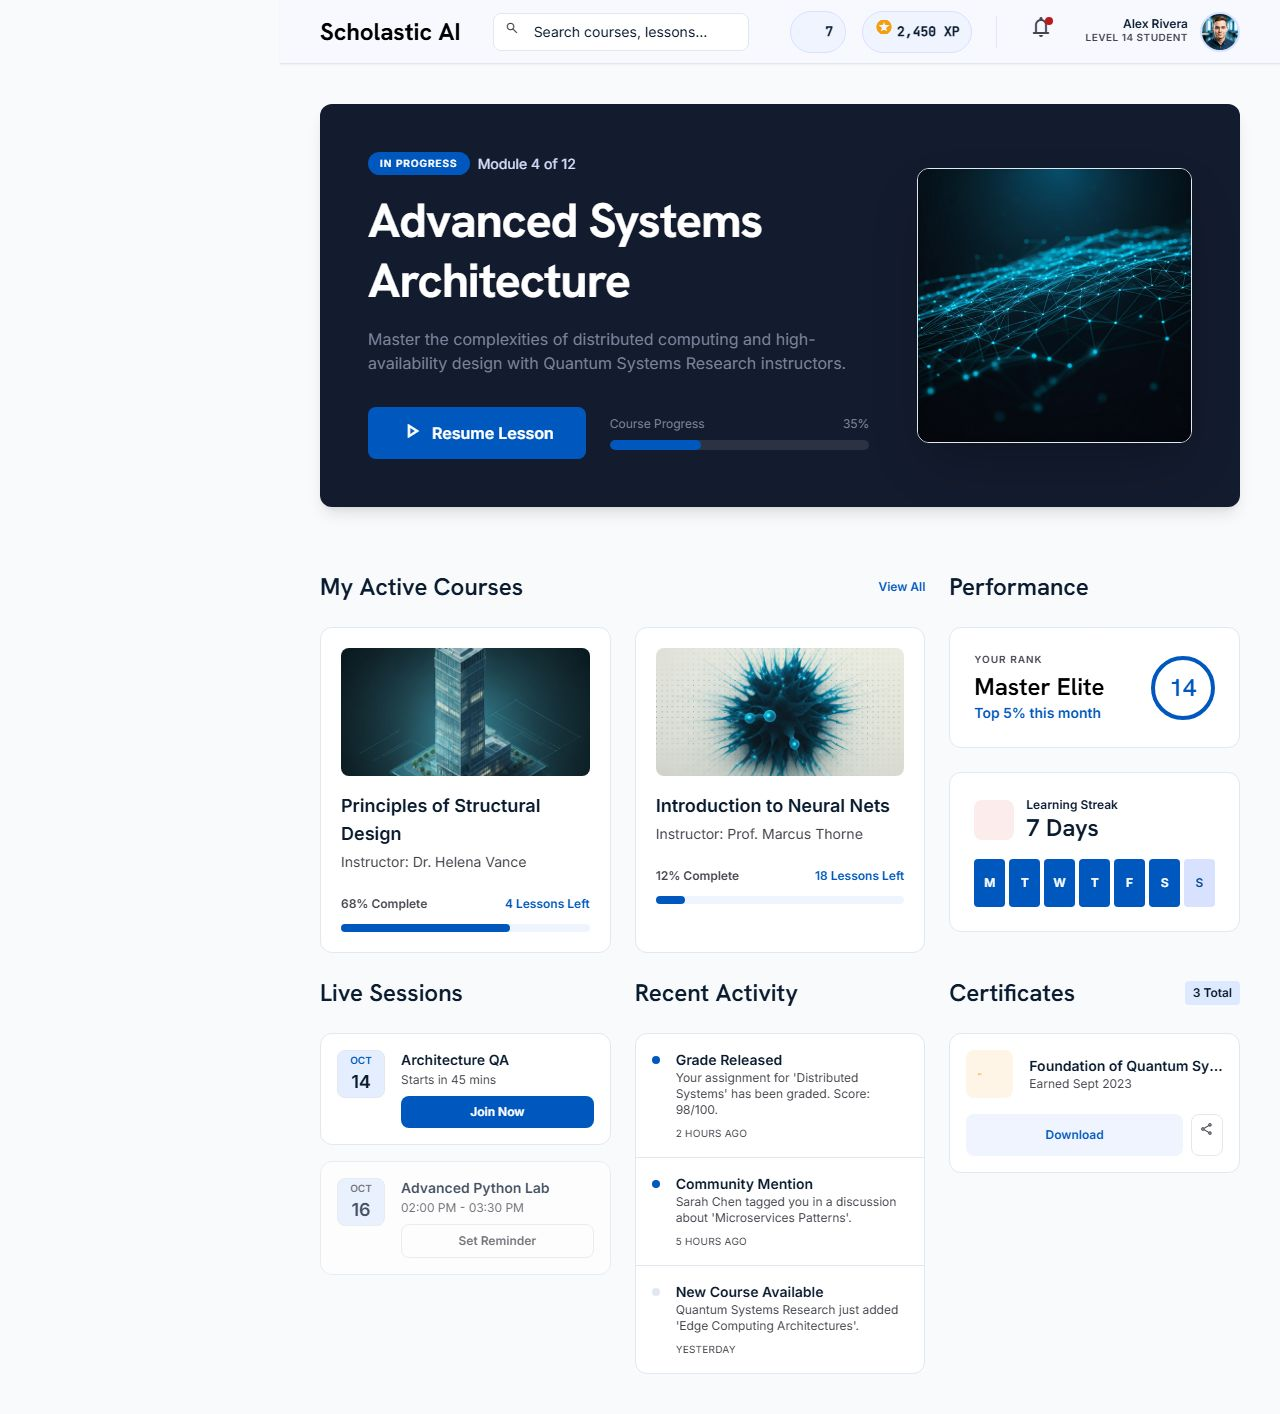 Scholastic AI
Search courses, lessons...
7
2,450 XP
Alex Rivera
LEVEL 14 STUDENT
IN PROGRESS
Module 4 of 12
Advanced Systems
Architecture
Master the complexities of distributed computing and high-
availability design with Quantum Systems Research instructors.
Resume Lesson
Course Progress
35%
My Active Courses
View All
Principles of Structural
Design
Instructor: Dr. Helena Vance
68% Complete
4 Lessons Left
Introduction to Neural Nets
Instructor: Prof. Marcus Thorne
12% Complete
18 Lessons Left
Performance
YOUR RANK
Master Elite
Top 5% this month
14
Learning Streak
7 Days
M T W T F S S
Live Sessions
OCT
14
Architecture QA
Starts in 45 mins
Join Now
OCT
16
Advanced Python Lab
02:00 PM - 03:30 PM
Set Reminder
Recent Activity
Grade Released
Your assignment for 'Distributed
Systems' has been graded. Score:
98/100.
2 HOURS AGO
Community Mention
Sarah Chen tagged you in a discussion
about 'Microservices Patterns'.
5 HOURS AGO
New Course Available
Quantum Systems Research just added
'Edge Computing Architectures'.
YESTERDAY
Certificates
3 Total
Foundation of Quantum Sy...
Earned Sept 2023
Download